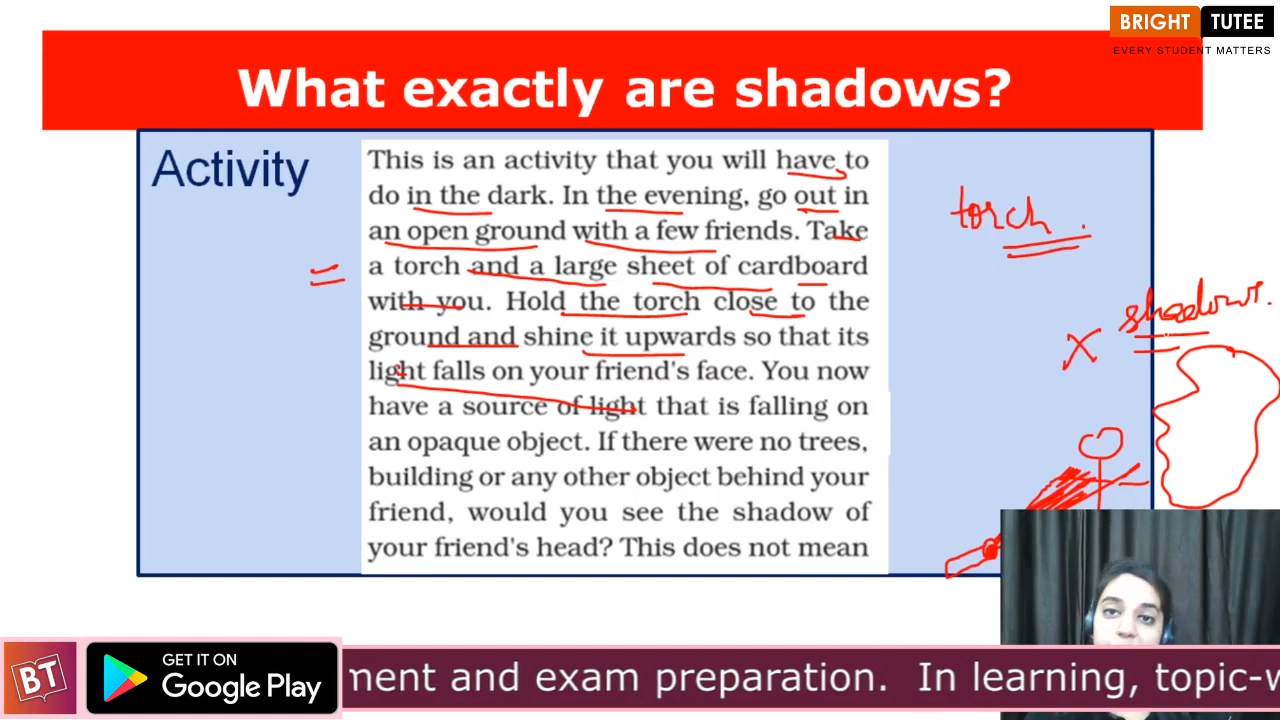 BRIGHT TUTEE
EVERY STUDENT MATTERS
What exactly are shadows?
Activity
This is an activity that you will have to
do in the dark. In the evening, go out in
an open ground with a few friends. Take
a torch and a large sheet of cardboard
with you. Hold the torch close to the
ground and shine it upwards so that its
light falls on your friend's face. You now
have a source of light that is falling on
an opaque object. If there were no trees,
building or any other object behind your
friend, would you see the shadow of
your friend's head? This does not mean
torch.
shadows.
BT
GET IT ON
Google Play
ment and exam preparation. In learning, topic-w